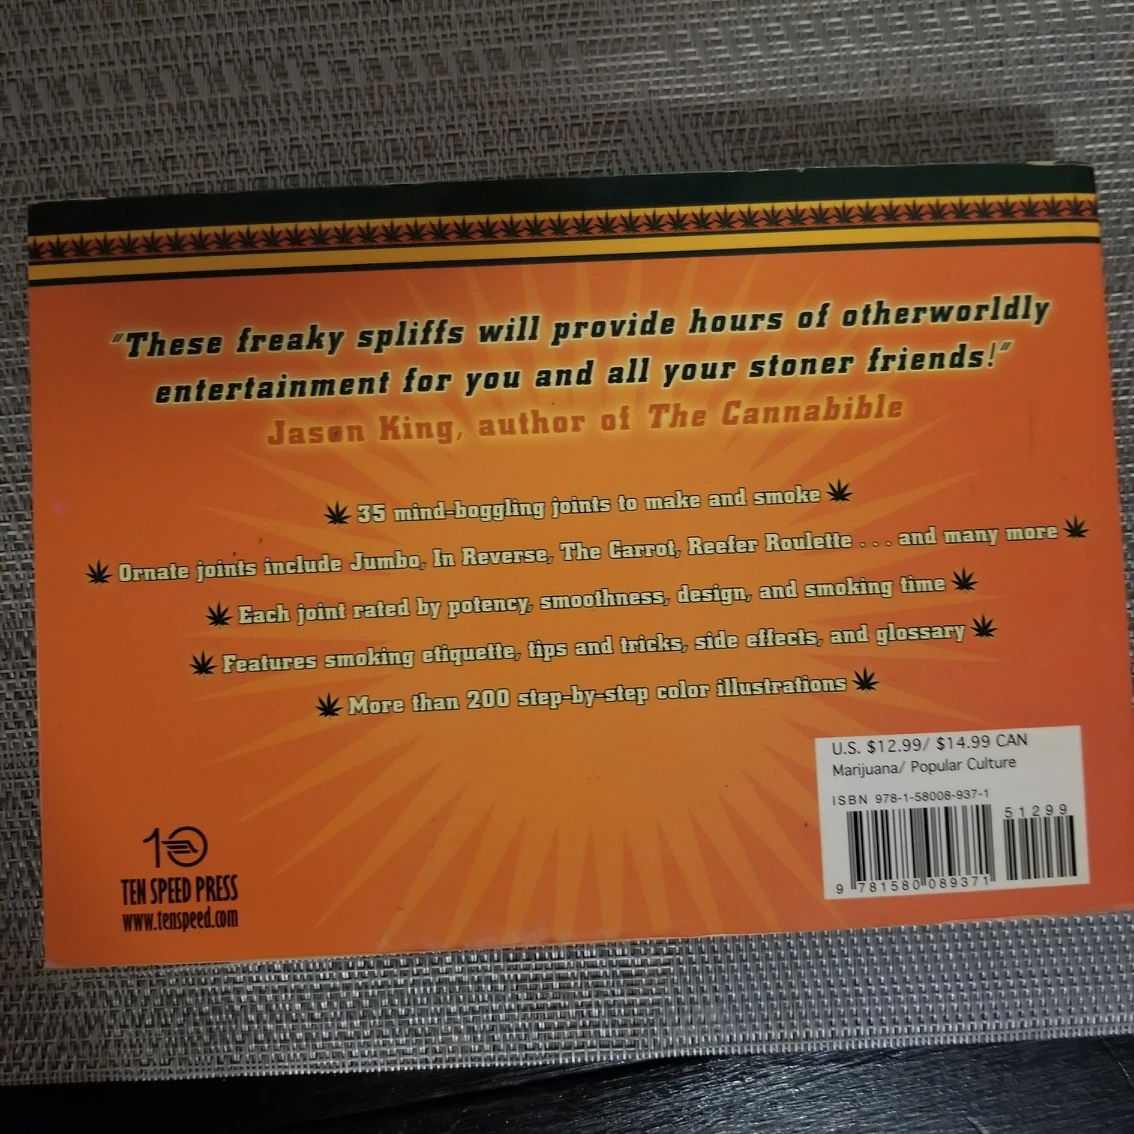 "These freaky spliffs will provide hours of otherworldly
entertainment for you and all your stoner friends!"
Jason King, author of The Cannabible
35 mind-boggling joints to make and smoke
Ornate joints include Jumbo, In Reverse, The Carrot, Reefer Roulette . . . and many more
Each joint rated by potency, smoothness, design, and smoking time
Features smoking etiquette, tips and tricks, side effects, and glossary
More than 200 step-by-step color illustrations
U.S. $12.99/ $14.99 CAN
Marijuana/ Popular Culture
ISBN 978-1-58008-937-1
51299
9 781580 089371
10
TEN SPEED PRESS
www.tenspeed.com